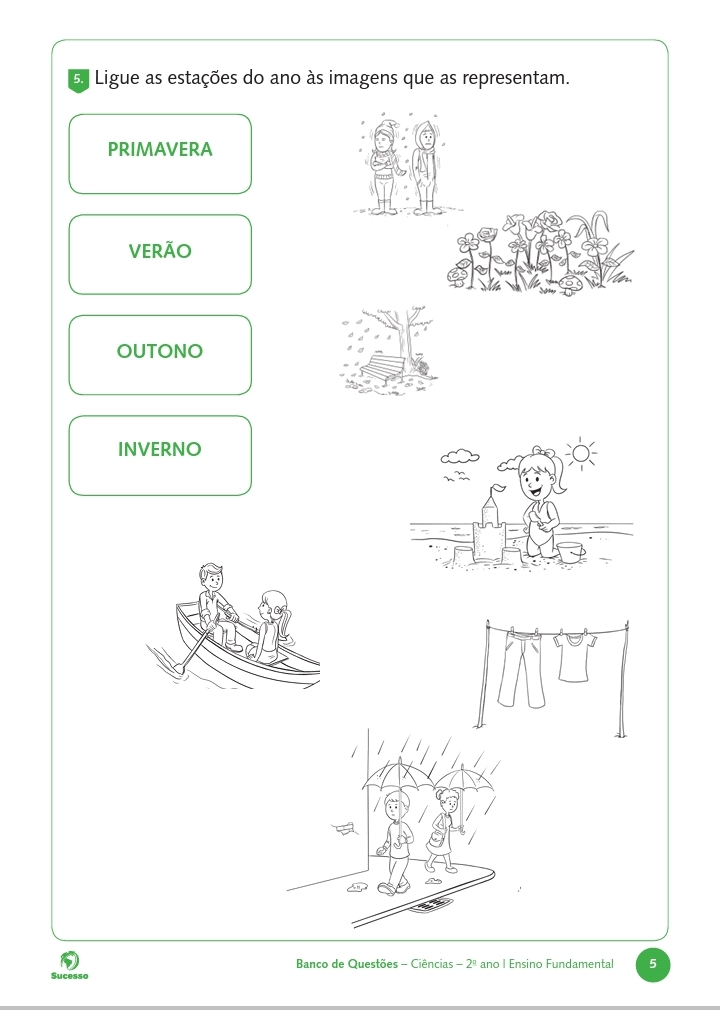 5. Ligue as estações do ano às imagens que as representam.
PRIMAVERA
VERÃO
OUTONO
INVERNO
Sucesso
Banco de Questões – Ciências – 2º ano | Ensino Fundamental
5